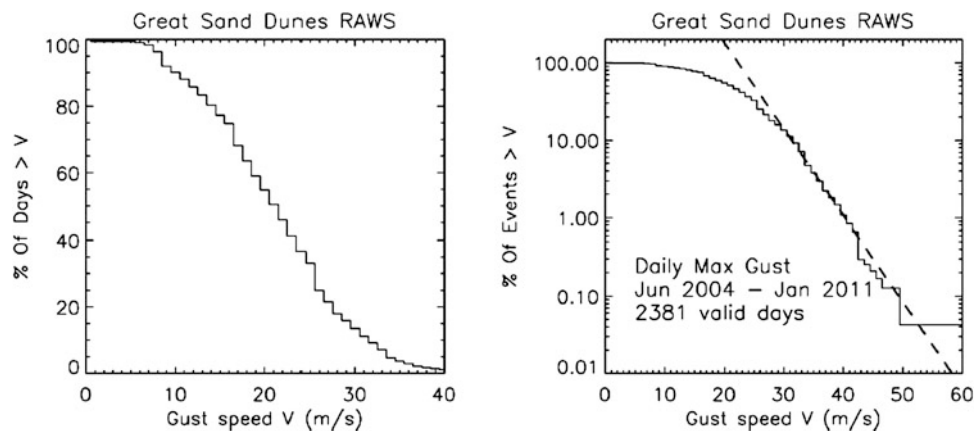 Great Sand Dunes RAWS
100
80
60
40
20
0
% Of Days > V
0 10 20 30 40
Gust speed V (m/s)
Great Sand Dunes RAWS
100.00
10.00
1.00
0.10
0.01
% Of Events > V
Daily Max Gust
Jun 2004 – Jan 2011
2381 valid days
0 10 20 30 40 50 60
Gust speed V (m/s)